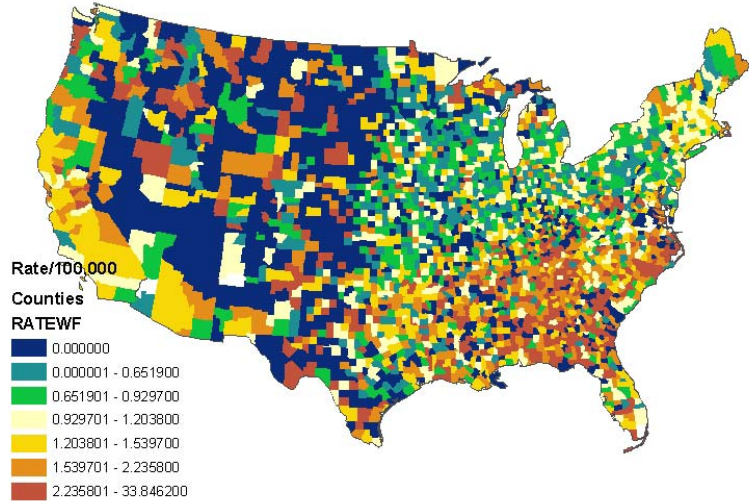 Rate/100,000
Counties
RATEWF
0.000000
0.000001 - 0.651900
0.651901 - 0.929700
0.929701 - 1.203800
1.203801 - 1.539700
1.539701 - 2.235800
2.235801 - 33.846200